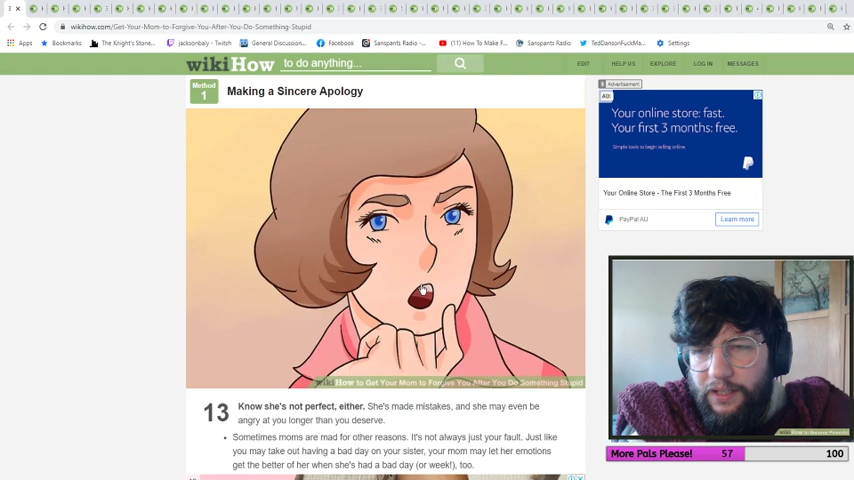 wikihow.com/Get-Your-Mom-to-Forgive-You-After-You-Do-Something-Stupid
Apps Bookmarks The Knight's Stone... jacksonbaly - Twitch General Discussion... Facebook Sanspants Radio -... (11) How To Make F... Sanspants Radio TedDansonFuckMa... Settings
wikiHow to do anything... EDIT HELP US EXPLORE LOG IN MESSAGES
Method
1
Making a Sincere Apology
Advertisement
AD
Your online store: fast.
Your first 3 months: free.
Simple tools to begin selling online.
Your Online Store - The First 3 Months Free
PayPal AU Learn more
wikiHow to Get Your Mom to Forgive You After You Do Something Stupid
13 Know she's not perfect, either. She's made mistakes, and she may even be
angry at you longer than you deserve.
• Sometimes moms are mad for other reasons. It's not always just your fault. Just like
you may take out having a bad day on your sister, your mom may let her emotions
get the better of her when she's had a bad day (or week!), too.
More Pals Please! 57 100